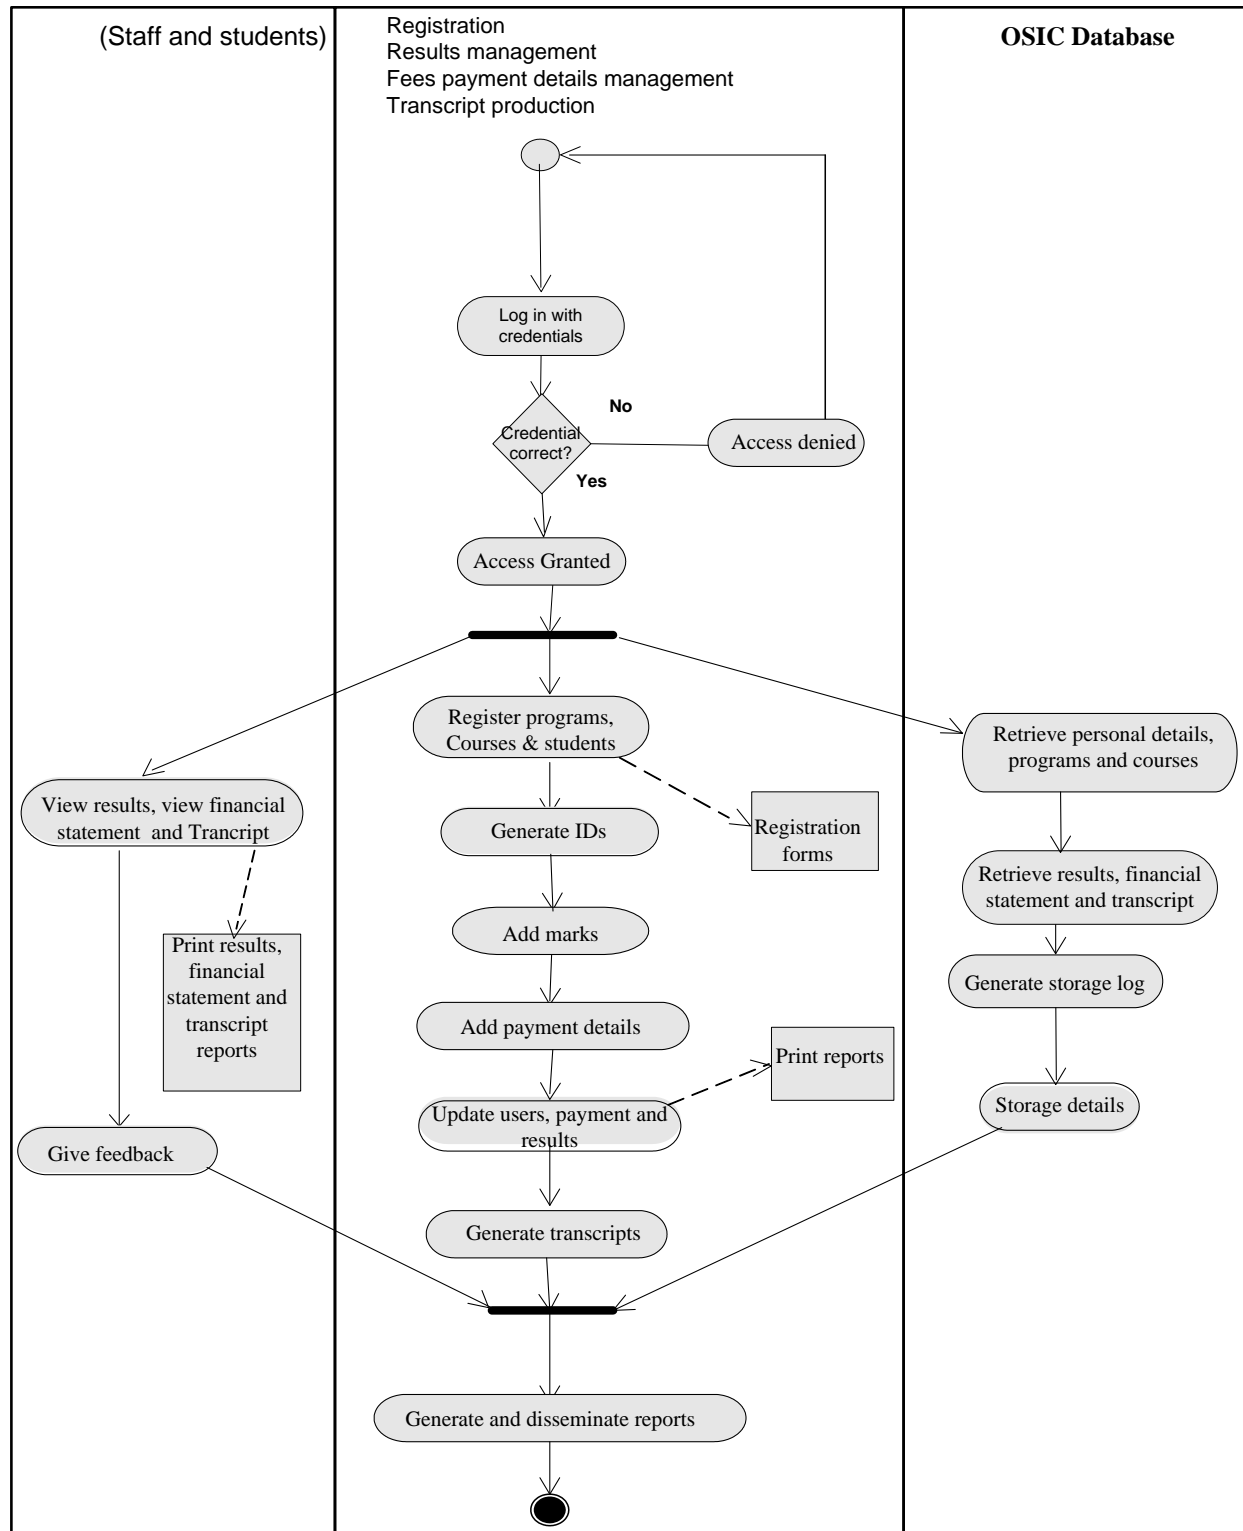 (Staff and students)
Registration
Results management
Fees payment details management
Transcript production
OSIC Database
Log in with
credentials
Credential
correct?
No
Access denied
Yes
Access Granted
Register programs,
Courses & students
Registration
forms
Generate IDs
Add marks
Add payment details
Update users, payment and
results
Print reports
Generate transcripts
View results, view financial
statement and Trancript
Print results,
financial
statement and
transcript
reports
Give feedback
Retrieve personal details,
programs and courses
Retrieve results, financial
statement and transcript
Generate storage log
Storage details
Generate and disseminate reports